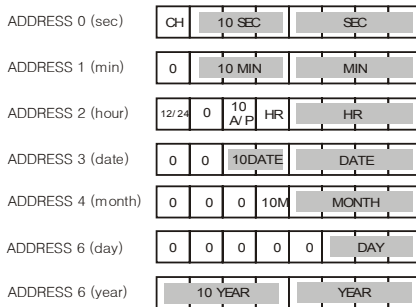 ADDRESS 0 (sec) CH 10 SEC SEC
ADDRESS 1 (min) 0 10 MIN MIN
ADDRESS 2 (hour) 12/24 0 10 A/P HR HR
ADDRESS 3 (date) 0 0 10DATE DATE
ADDRESS 4 (month) 0 0 0 10M MONTH
ADDRESS 6 (day) 0 0 0 0 0 DAY
ADDRESS 6 (year) 10 YEAR YEAR